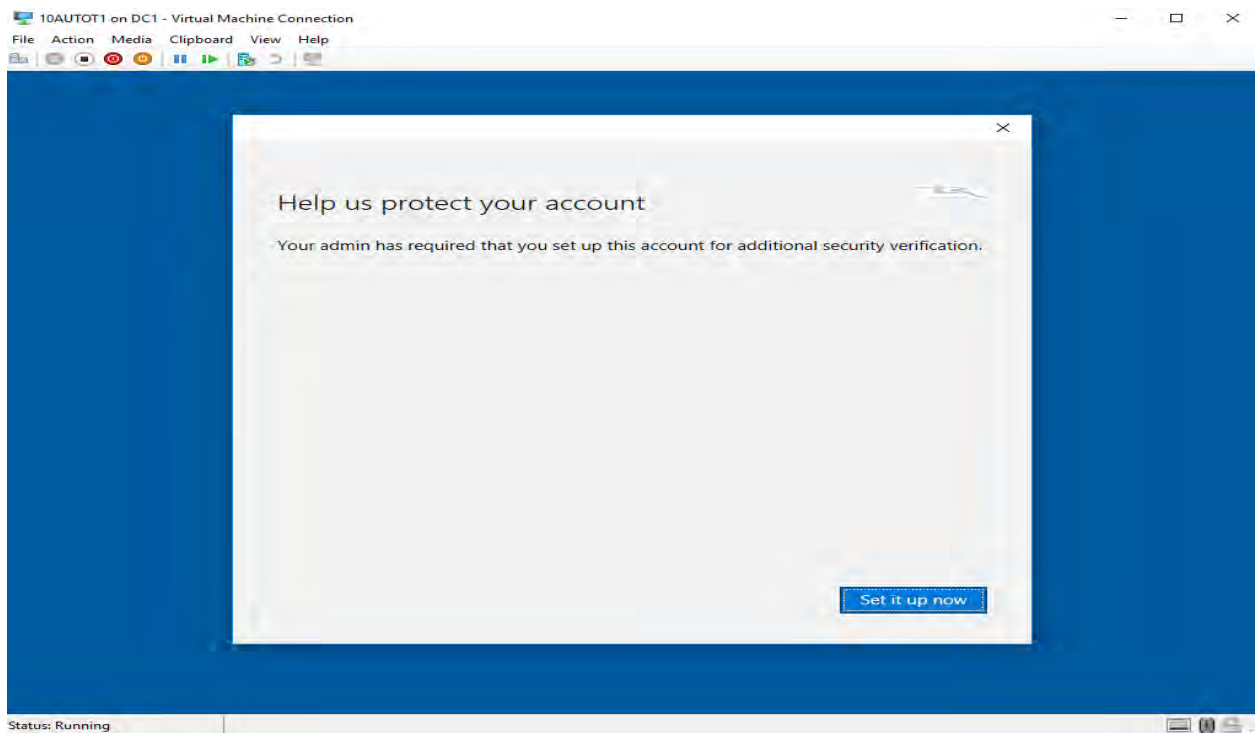 10AUTOT1 on DC1 - Virtual Machine Connection
File Action Media Clipboard View Help
Help us protect your account
Your admin has required that you set up this account for additional security verification.
Set it up now
Status: Running